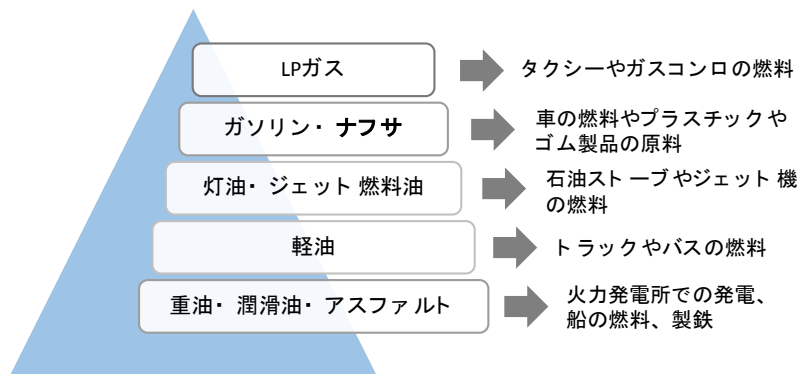 LPガス
タクシーやガスコンロの燃料
ガソリン・ナフサ
車の燃料やプラスチックや
ゴム製品の原料
灯油・ジェット燃料油
石油ストーブやジェット機
の燃料
軽油
トラックやバスの燃料
重油・潤滑油・アスファルト
火力発電所での発電、
船の燃料、製鉄